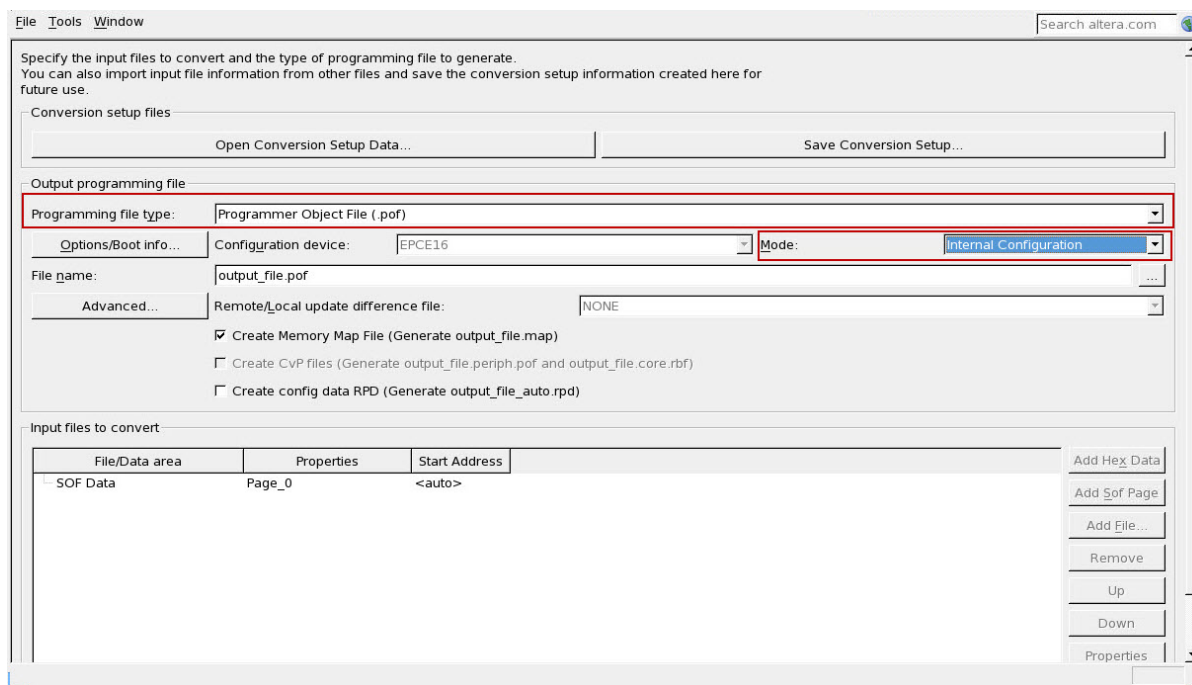 File Tools Window Search altera.com
Specify the input files to convert and the type of programming file to generate.
You can also import input file information from other files and save the conversion setup information created here for
future use.
Conversion setup files
Open Conversion Setup Data... Save Conversion Setup...
Output programming file
Programming file type: Programmer Object File (.pof)
Options/Boot info... Configuration device: EPCE16 Mode: Internal Configuration
File name: output_file.pof ...
Advanced... Remote/Local update difference file: NONE
Create Memory Map File (Generate output_file.map)
Create CvP files (Generate output_file.periph.pof and output_file.core.rbf)
Create config data RPD (Generate output_file_auto.rpd)
Input files to convert
File/Data area Properties Start Address Add Hex Data
SOF Data Page_0 <auto>
Add Sof Page
Add File...
Remove
Up
Down
Properties